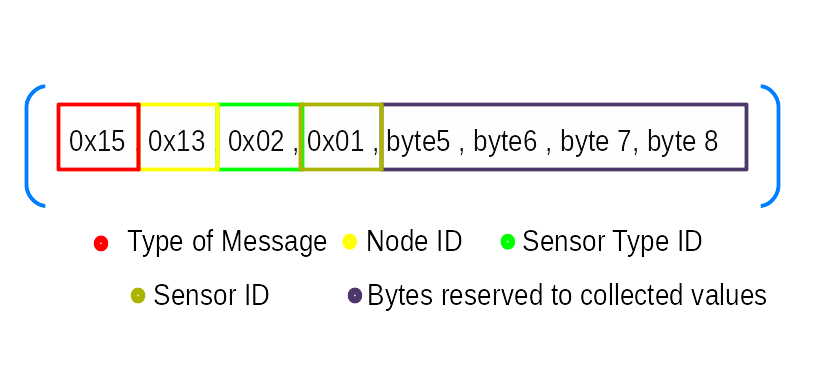 0x15 0x13 0x02 , 0x01 , byte5 , byte6 , byte 7, byte 8
Type of Message Node ID Sensor Type ID
Sensor ID Bytes reserved to collected values